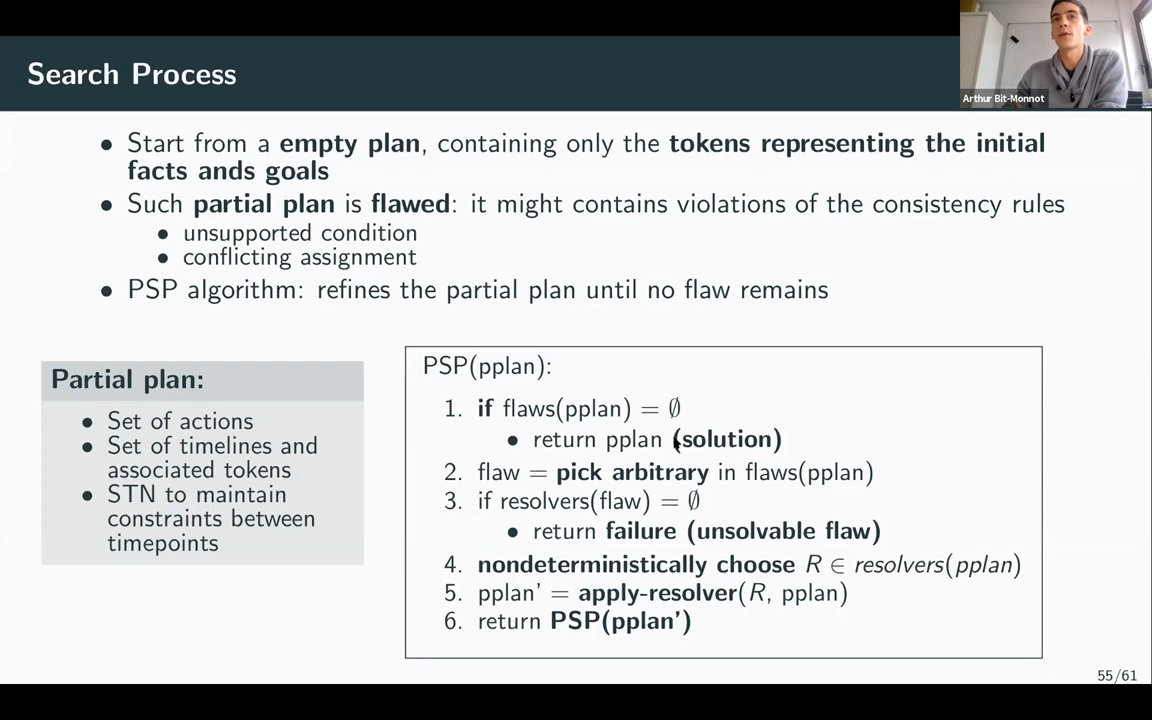 Search Process
Arthur Bit-Monnot
• Start from a empty plan, containing only the tokens representing the initial
facts ands goals
• Such partial plan is flawed: it might contains violations of the consistency rules
• unsupported condition
• conflicting assignment
• PSP algorithm: refines the partial plan until no flaw remains
Partial plan:
• Set of actions
• Set of timelines and
associated tokens
• STN to maintain
constraints between
timepoints
PSP(pplan):
1. if flaws(pplan) = ∅
• return pplan (solution)
2. flaw = pick arbitrary in flaws(pplan)
3. if resolvers(flaw) = ∅
• return failure (unsolvable flaw)
4. nondeterministically choose R ∈ resolvers(pplan)
5. pplan' = apply-resolver(R, pplan)
6. return PSP(pplan')
55/61